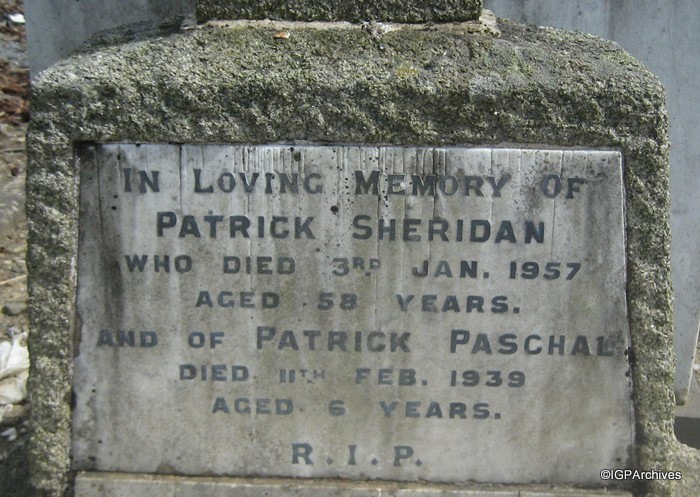 IN LOVING MEMORY OF
PATRICK SHERIDAN
WHO DIED 3RD JAN. 1957
AGED 58 YEARS.
AND OF PATRICK PASCHAL.
DIED 11TH FEB. 1939
AGED 6 YEARS.
R.I.P.
©IGPArchives